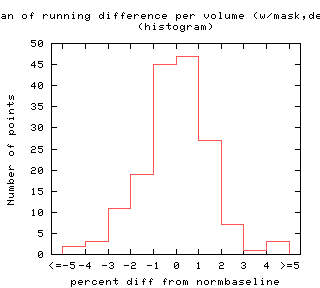 an of running difference per volume (w/mask,de
(histogram)
50
45
40
35
30
25
20
15
10
5
0
Number of points
<=-5 -4 -3 -2 -1 0 1 2 3 4 >=5
percent diff from normbaseline